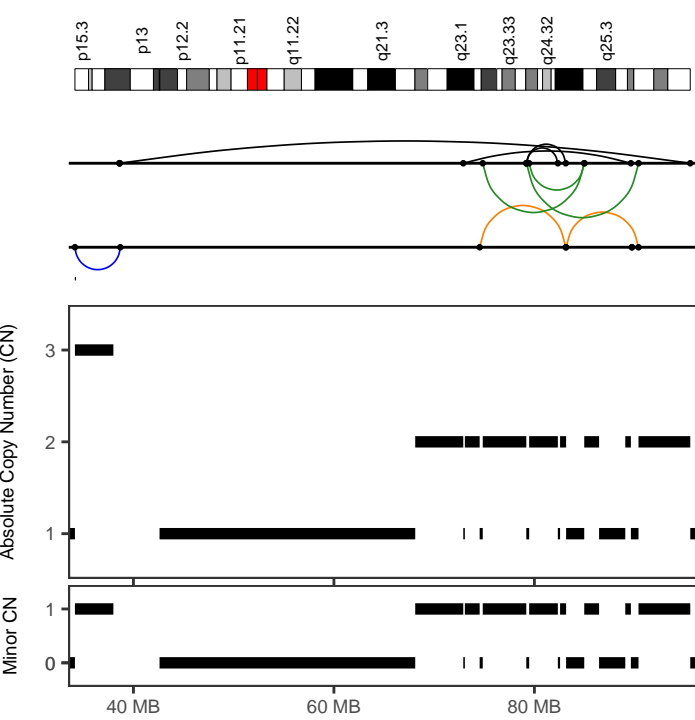 p15.3 p13 p12.2 p11.21 q11.22 q21.3 q23.1 q23.33 q24.32 q25.3
Absolute Copy Number (CN)
3
2
1
Minor CN
1
0
40 MB 60 MB 80 MB